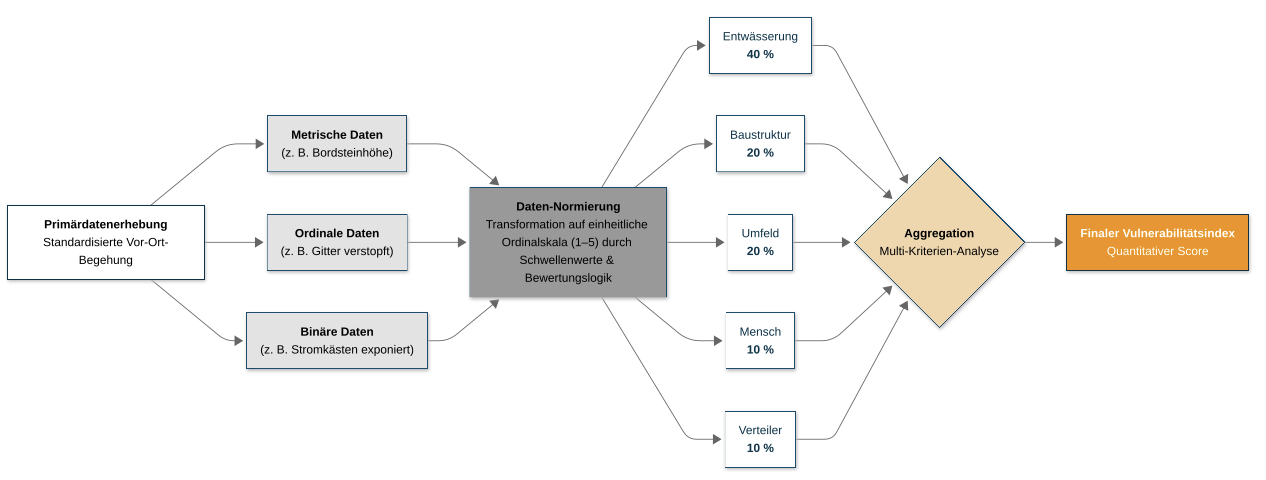 Primärdatenerhebung
Standardisierte Vor-Ort-
Begehung
Metrische Daten
(z. B. Bordsteinhöhe)
Ordinale Daten
(z. B. Gitter verstopft)
Binäre Daten
(z. B. Stromkästen exponiert)
Daten-Normierung
Transformation auf einheitliche
Ordinalskala (1–5) durch
Schwellenwerte &
Bewertungslogik
Entwässerung
40 %
Baustruktur
20 %
Umfeld
20 %
Mensch
10 %
Verteiler
10 %
Aggregation
Multi-Kriterien-Analyse
Finaler Vulnerabilitätsindex
Quantitativer Score